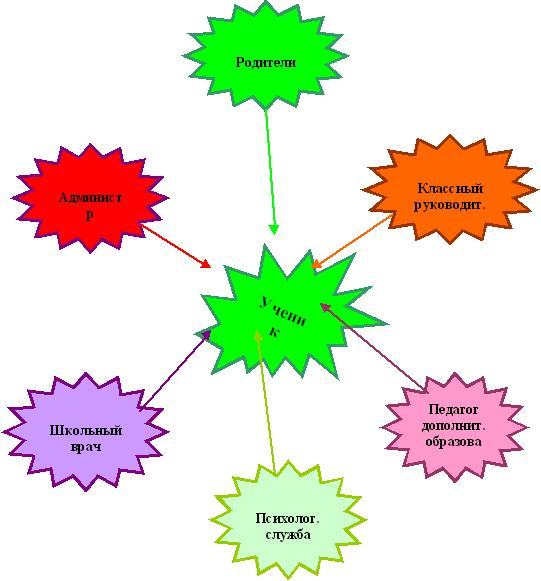 Родители
Админист
р
Классный
руководит.
Учени
к
Школьный
врач
Педагог
дополнит.
образова
Психолог.
служба